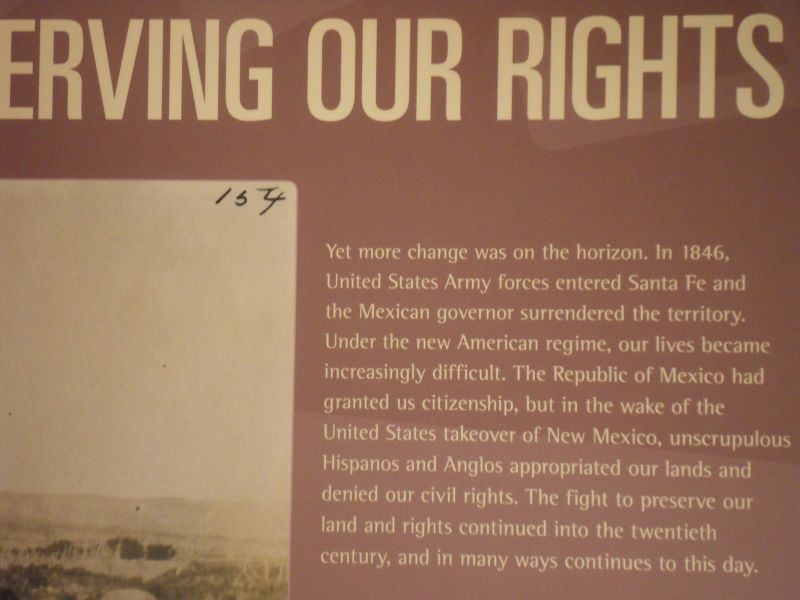 ERVING OUR RIGHTS
154
Yet more change was on the horizon. In 1846,
United States Army forces entered Santa Fe and
the Mexican governor surrendered the territory.
Under the new American regime, our lives became
increasingly difficult. The Republic of Mexico had
granted us citizenship, but in the wake of the
United States takeover of New Mexico, unscrupulous
Hispanos and Anglos appropriated our lands and
denied our civil rights. The fight to preserve our
land and rights continued into the twentieth
century, and in many ways continues to this day.